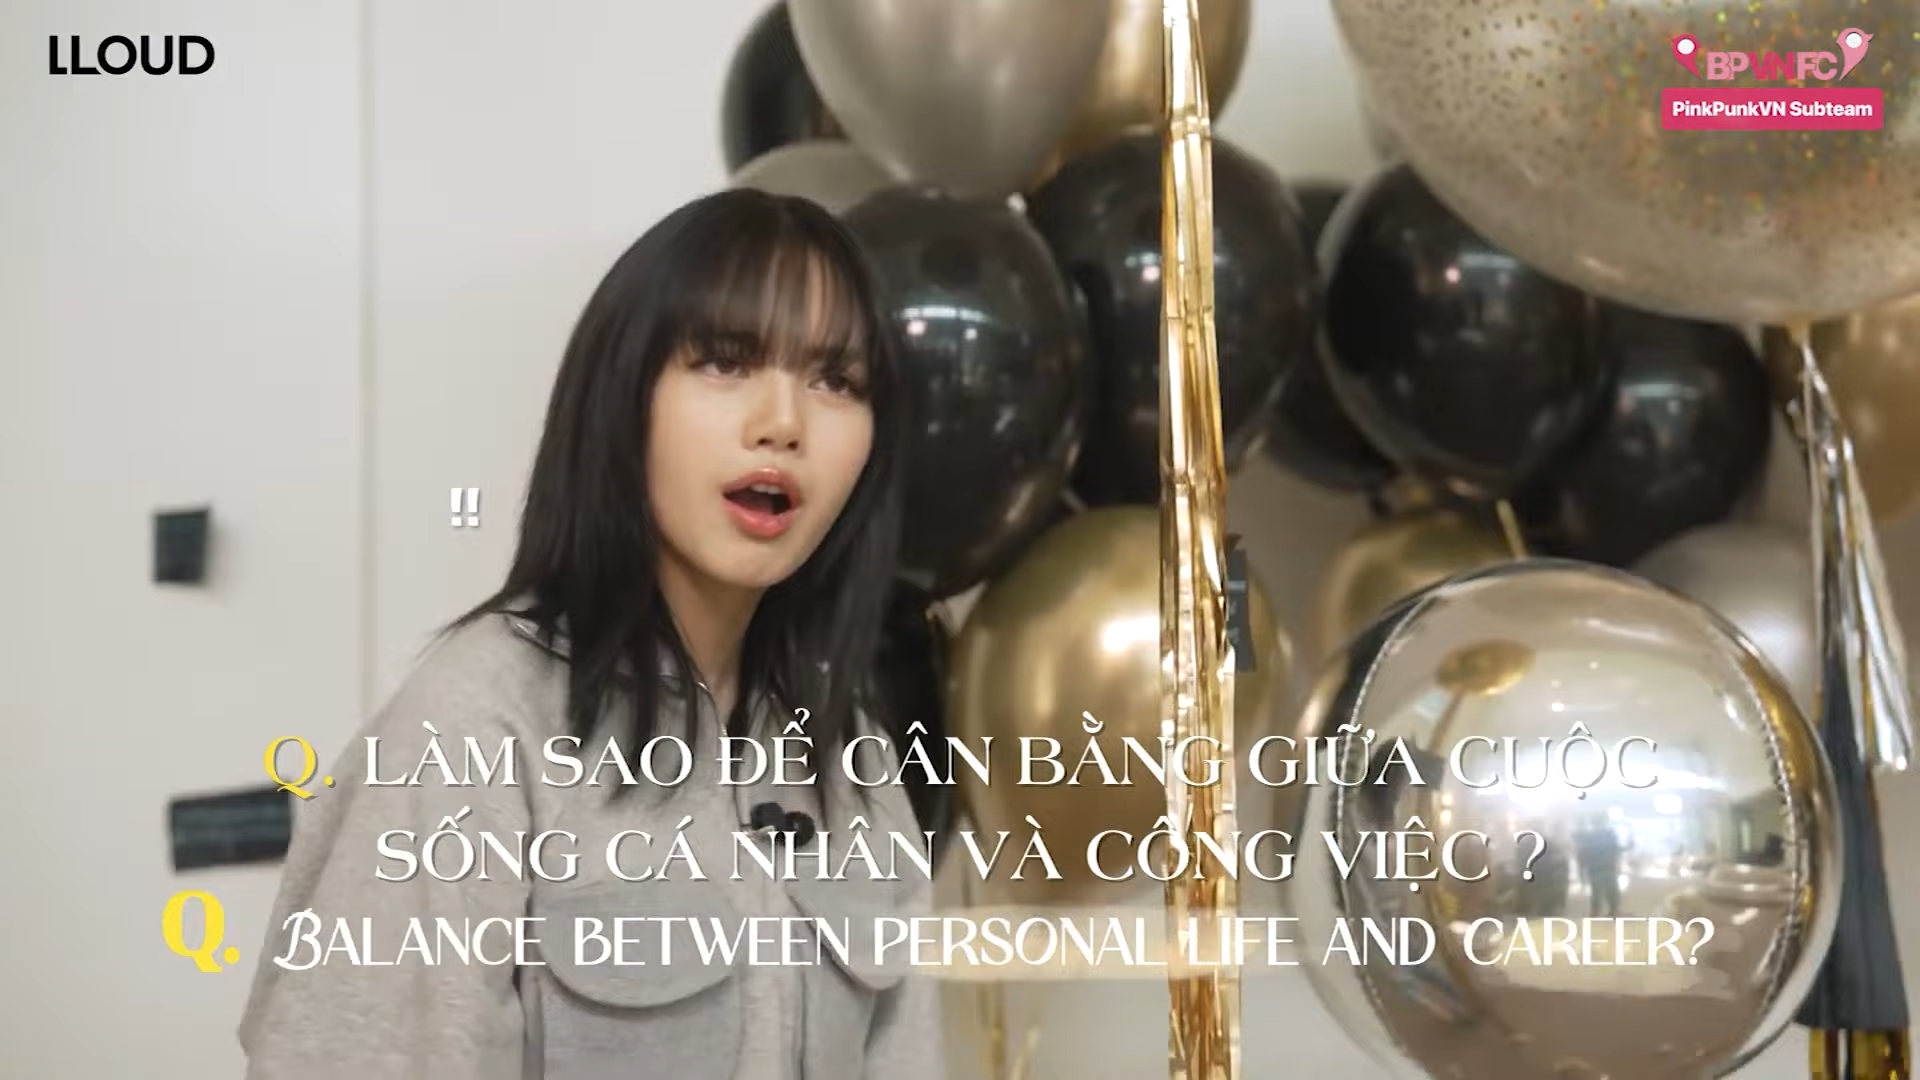 LLOUD
BPVNFC
PinkPunkVN Subteam
!!
Q. LÀM SAO ĐỂ CÂN BẰNG GIỮA CUỘC
SỐNG CÁ NHÂN VÀ CÔNG VIỆC ?
Q. BALANCE BETWEEN PERSONAL LIFE AND CAREER?